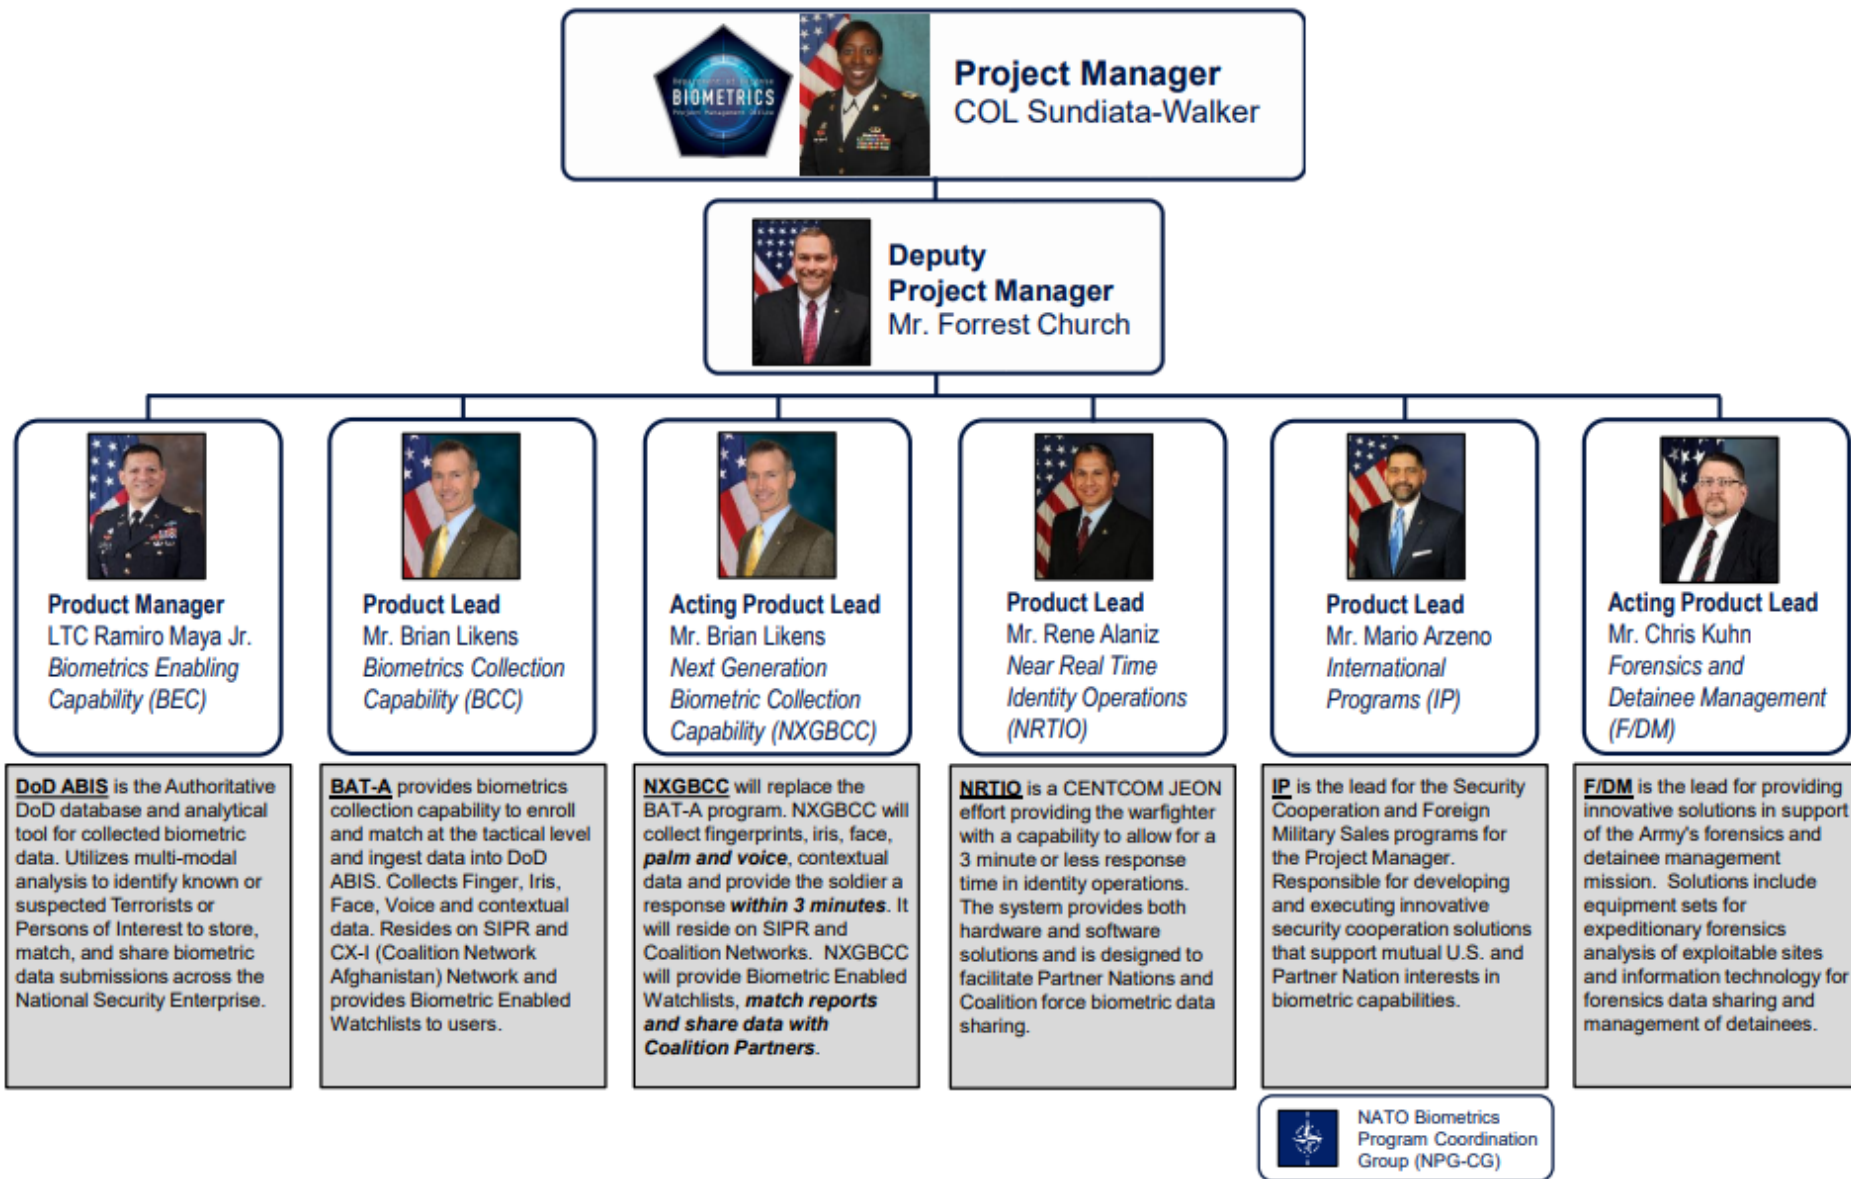 Department of Defense
BIOMETRICS
Project Management Office
Project Manager
COL Sundiata-Walker
Deputy
Project Manager
Mr. Forrest Church
Product Manager
LTC Ramiro Maya Jr.
Biometrics Enabling
Capability (BEC)
Product Lead
Mr. Brian Likens
Biometrics Collection
Capability (BCC)
Acting Product Lead
Mr. Brian Likens
Next Generation
Biometric Collection
Capability (NXGBCC)
Product Lead
Mr. Rene Alaniz
Near Real Time
Identity Operations
(NRTIO)
Product Lead
Mr. Mario Arzeno
International
Programs (IP)
Acting Product Lead
Mr. Chris Kuhn
Forensics and
Detainee Management
(F/DM)
DoD ABIS is the Authoritative
DoD database and analytical
tool for collected biometric
data. Utilizes multi-modal
analysis to identify known or
suspected Terrorists or
Persons of Interest to store,
match, and share biometric
data submissions across the
National Security Enterprise.
BAT-A provides biometrics
collection capability to enroll
and match at the tactical level
and ingest data into DoD
ABIS. Collects Finger, Iris,
Face, Voice and contextual
data. Resides on SIPR and
CX-I (Coalition Network
Afghanistan) Network and
provides Biometric Enabled
Watchlists to users.
NXGBCC will replace the
BAT-A program. NXGBCC will
collect fingerprints, iris, face,
palm and voice, contextual
data and provide the soldier a
response within 3 minutes. It
will reside on SIPR and
Coalition Networks. NXGBCC
will provide Biometric Enabled
Watchlists, match reports
and share data with
Coalition Partners.
NRTIO is a CENTCOM JEON
effort providing the warfighter
with a capability to allow for a
3 minute or less response
time in identity operations.
The system provides both
hardware and software
solutions and is designed to
facilitate Partner Nations and
Coalition force biometric data
sharing.
IP is the lead for the Security
Cooperation and Foreign
Military Sales programs for
the Project Manager.
Responsible for developing
and executing innovative
security cooperation solutions
that support mutual U.S. and
Partner Nation interests in
biometric capabilities.
F/DM is the lead for providing
innovative solutions in support
of the Army's forensics and
detainee management
mission. Solutions include
equipment sets for
expeditionary forensics
analysis of exploitable sites
and information technology for
forensics data sharing and
management of detainees.
NATO Biometrics
Program Coordination
Group (NPG-CG)